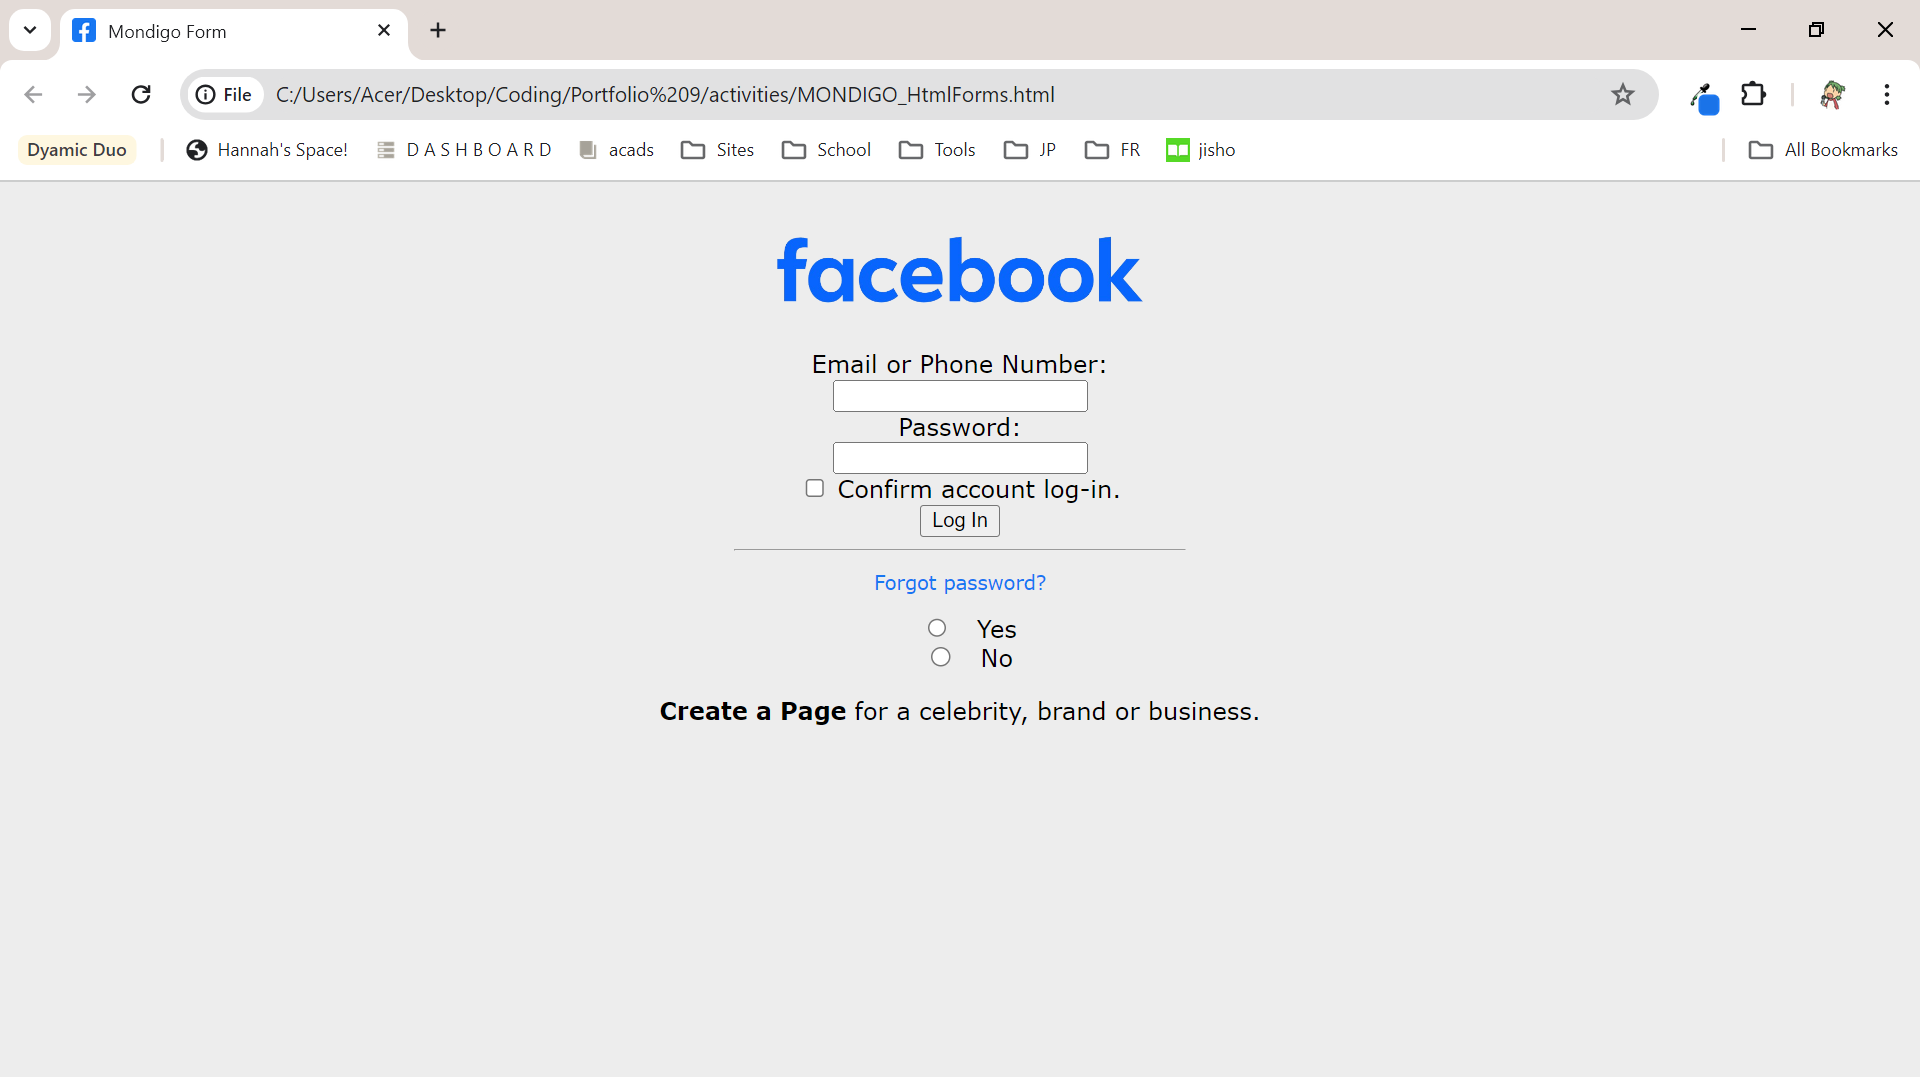 Mondigo Form
File
C:/Users/Acer/Desktop/Coding/Portfolio%209/activities/MONDIGO_HtmlForms.html
Dyamic Duo
Hannah's Space!
D A S H B O A R D
acads
Sites
School
Tools
JP
FR
jisho
All Bookmarks
facebook
Email or Phone Number:
Password:
Confirm account log-in.
Log In
Forgot password?
Yes
No
Create a Page for a celebrity, brand or business.